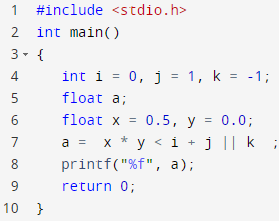 1 #include <stdio.h>
2 int main()
3 {
4 int i = 0, j = 1, k = -1;
5 float a;
6 float x = 0.5, y = 0.0;
7 a =  x * y < i + j || k  ;
8 printf("%f", a);
9 return 0;
10 }